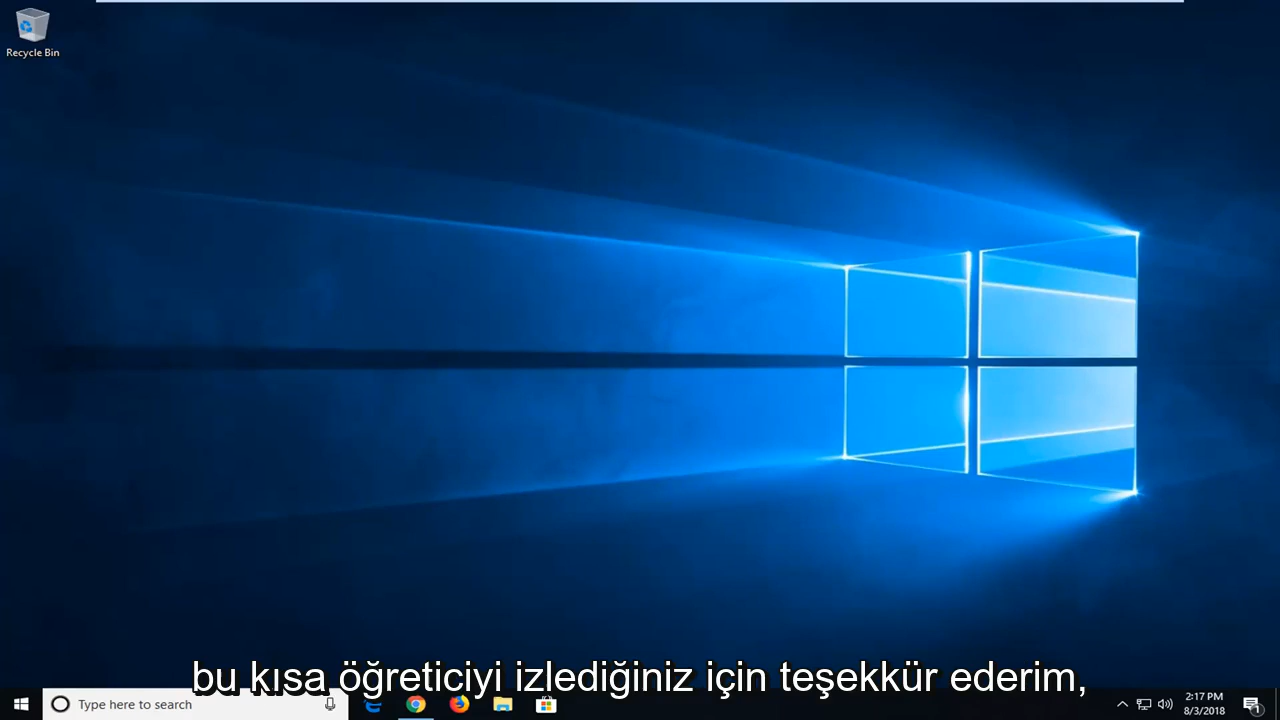 Recycle Bin
bu kısa öğreticiyi izlediğiniz için teşekkür ederim,
Type here to search
2:17 PM
8/3/2018
1